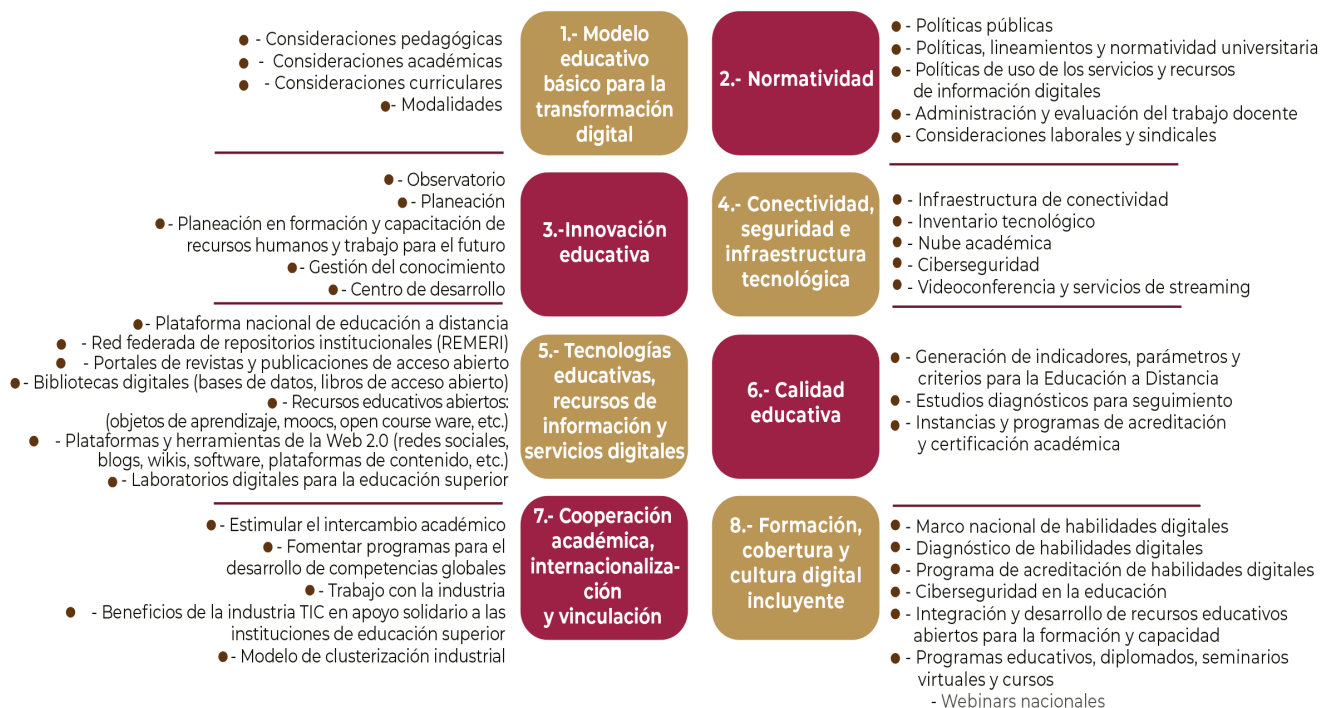 1.- Modelo
educativo
básico para la
transformación
digital
- Consideraciones pedagógicas
- Consideraciones académicas
- Consideraciones curriculares
- Modalidades
2.- Normatividad
- Políticas públicas
- Políticas, lineamientos y normatividad universitaria
- Políticas de uso de los servicios y recursos
de información digitales
- Administración y evaluación del trabajo docente
- Consideraciones laborales y sindicales
3.-Innovación
educativa
- Observatorio
- Planeación
- Planeación en formación y capacitación de
recursos humanos y trabajo para el futuro
- Gestión del conocimiento
- Centro de desarrollo
4.- Conectividad,
seguridad e
infraestructura
tecnológica
- Infraestructura de conectividad
- Inventario tecnológico
- Nube académica
- Ciberseguridad
- Videoconferencia y servicios de streaming
5.- Tecnologías
educativas,
recursos de
información y
servicios digitales
- Plataforma nacional de educación a distancia
- Red federada de repositorios institucionales (REMERI)
- Portales de revistas y publicaciones de acceso abierto
- Bibliotecas digitales (bases de datos, libros de acceso abierto)
- Recursos educativos abiertos:
(objetos de aprendizaje, moocs, open course ware, etc.)
- Plataformas y herramientas de la Web 2.0 (redes sociales,
blogs, wikis, software, plataformas de contenido, etc.)
- Laboratorios digitales para la educación superior
6.- Calidad
educativa
- Generación de indicadores, parámetros y
criterios para la Educación a Distancia
- Estudios diagnósticos para seguimiento
- Instancias y programas de acreditación
y certificación académica
7.- Cooperación
académica,
internacionaliza-
ción
y vinculación
- Estimular el intercambio académico
- Fomentar programas para el
desarrollo de competencias globales
- Trabajo con la industria
- Beneficios de la industria TIC en apoyo solidario a las
instituciones de educación superior
- Modelo de clusterización industrial
8.- Formación,
cobertura y
cultura digital
incluyente
- Marco nacional de habilidades digitales
- Diagnóstico de habilidades digitales
- Programa de acreditación de habilidades digitales
- Ciberseguridad en la educación
- Integración y desarrollo de recursos educativos
abiertos para la formación y capacidad
- Programas educativos, diplomados, seminarios
virtuales y cursos
- Webinars nacionales